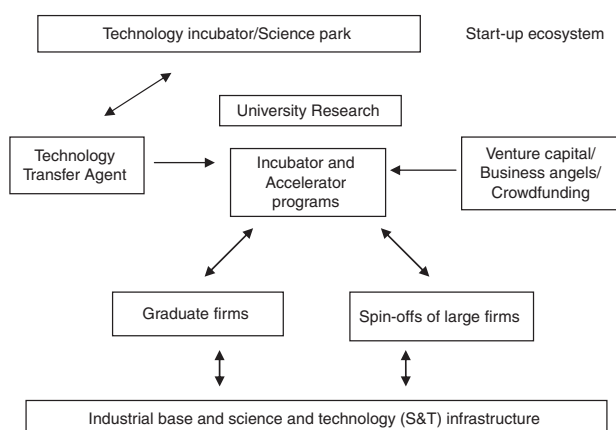 Technology incubator/Science park
Start-up ecosystem
University Research
Technology
Transfer Agent
Incubator and
Accelerator
programs
Venture capital/
Business angels/
Crowdfunding
Graduate firms
Spin-offs of large firms
Industrial base and science and technology (S&T) infrastructure